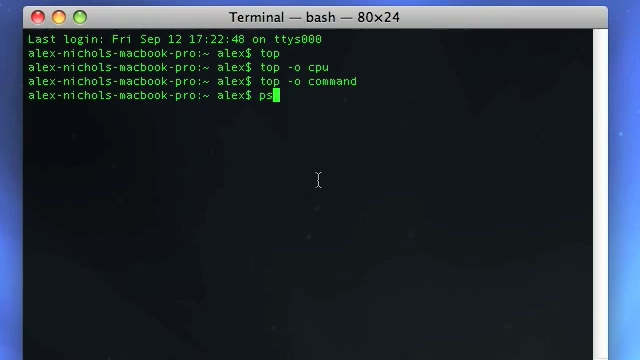 Terminal — bash — 80×24
Last login: Fri Sep 12 17:22:48 on ttys000
alex-nichols-macbook-pro:~ alex$ top
alex-nichols-macbook-pro:~ alex$ top -o cpu
alex-nichols-macbook-pro:~ alex$ top -o command
alex-nichols-macbook-pro:~ alex$ ps